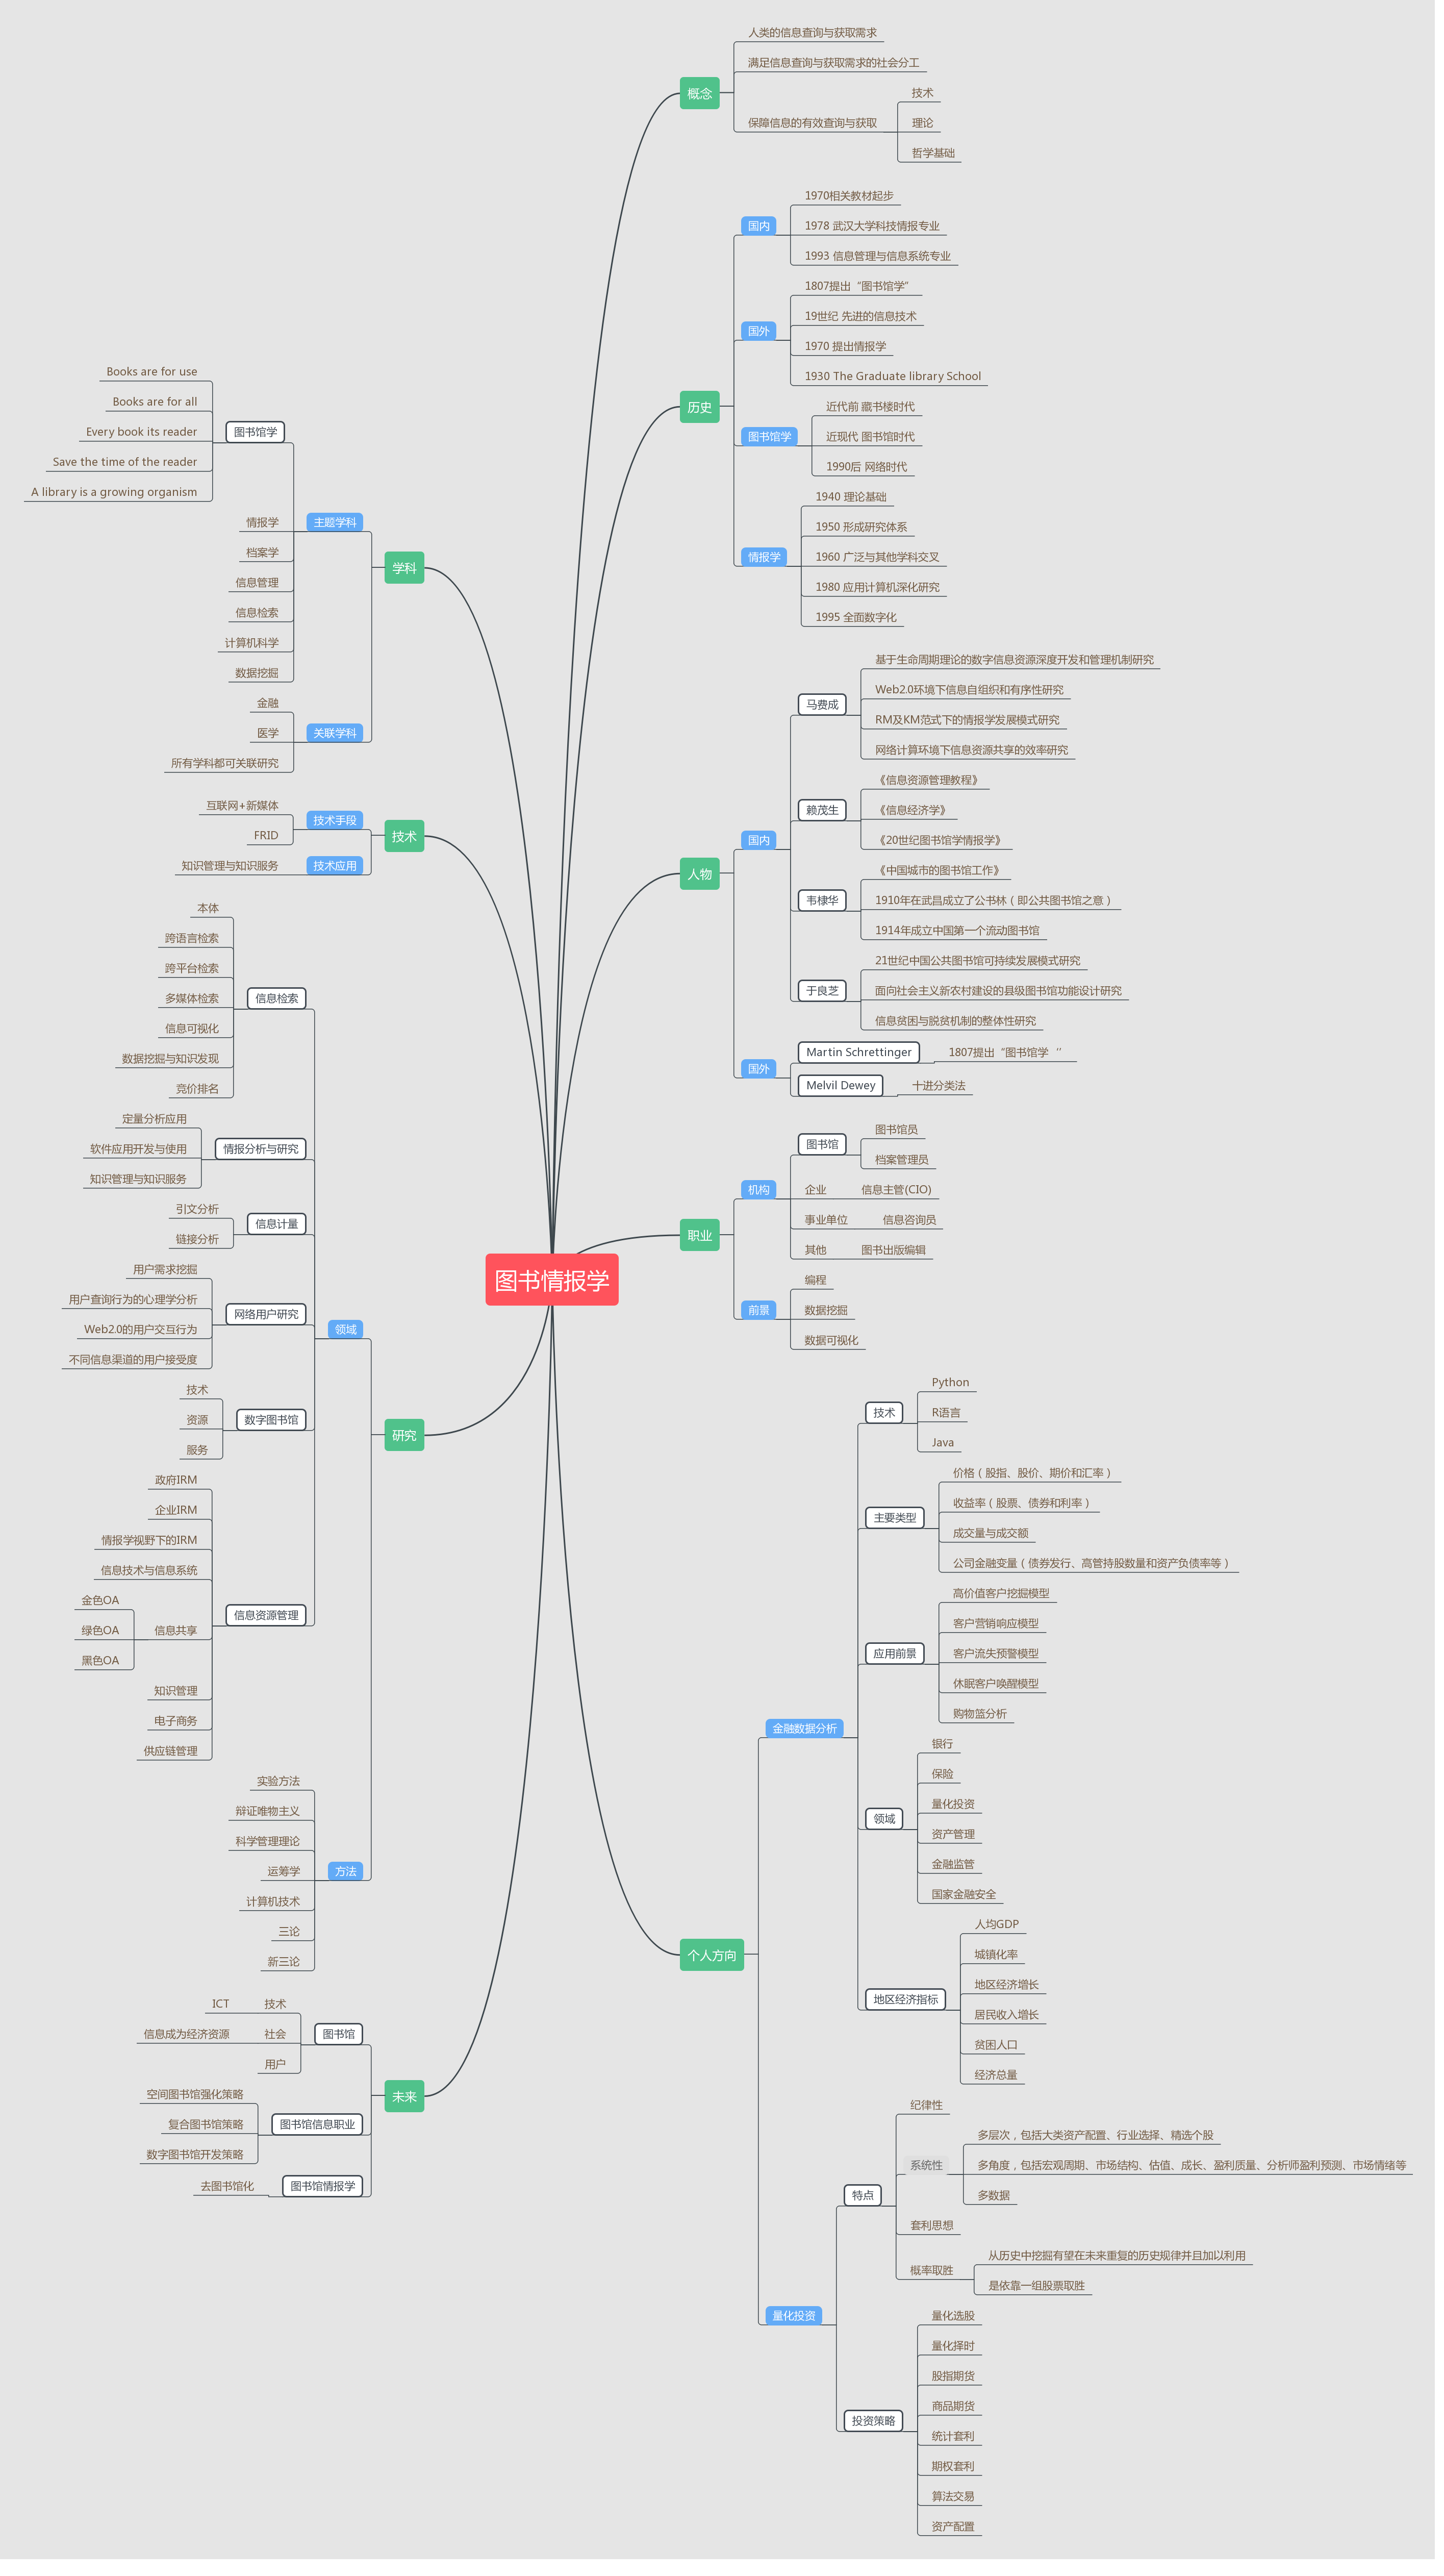 图书情报学
概念
人类的信息查询与获取需求
满足信息查询与获取需求的社会分工
保障信息的有效查询与获取
技术
理论
哲学基础
历史
国内
1970相关教材起步
1978 武汉大学科技情报专业
1993 信息管理与信息系统专业
国外
1807提出“图书馆学”
19世纪 先进的信息技术
1970 提出情报学
1930 The Graduate library School
图书馆学
近代前 藏书楼时代
近现代 图书馆时代
1990后 网络时代
情报学
1940 理论基础
1950 形成研究体系
1960 广泛与其他学科交叉
1980 应用计算机深化研究
1995 全面数字化
人物
国内
马费成
基于生命周期理论的数字信息资源深度开发和管理机制研究
Web2.0环境下信息自组织和有序性研究
RM及KM范式下的情报学发展模式研究
网络计算环境下信息资源共享的效率研究
赖茂生
《信息资源管理教程》
《信息经济学》
《20世纪图书馆学情报学》
韦棣华
《中国城市的图书馆工作》
1910年在武昌成立了公书林（即公共图书馆之意）
1914年成立中国第一个流动图书馆
于良芝
21世纪中国公共图书馆可持续发展模式研究
面向社会主义新农村建设的县级图书馆功能设计研究
信息贫困与脱贫机制的整体性研究
国外
Martin Schrettinger
1807提出“图书馆学‘’
Melvil Dewey
十进分类法
职业
机构
图书馆
图书馆员
档案管理员
企业
信息主管(CIO)
事业单位
信息咨询员
其他
图书出版编辑
前景
编程
数据挖掘
数据可视化
个人方向
金融数据分析
技术
Python
R语言
Java
主要类型
价格（股指、股价、期价和汇率）
收益率（股票、债券和利率）
成交量与成交额
公司金融变量（债券发行、高管持股数量和资产负债率等）
应用前景
高价值客户挖掘模型
客户营销响应模型
客户流失预警模型
休眠客户唤醒模型
购物篮分析
领域
银行
保险
量化投资
资产管理
金融监管
国家金融安全
地区经济指标
人均GDP
城镇化率
地区经济增长
居民收入增长
贫困人口
经济总量
量化投资
特点
纪律性
系统性
多层次，包括大类资产配置、行业选择、精选个股
多角度，包括宏观周期、市场结构、估值、成长、盈利质量、分析师盈利预测、市场情绪等
多数据
套利思想
概率取胜
从历史中挖掘有望在未来重复的历史规律并且加以利用
是依靠一组股票取胜
投资策略
量化选股
量化择时
股指期货
商品期货
统计套利
期权套利
算法交易
资产配置
学科
主题学科
图书馆学
Books are for use
Books are for all
Every book its reader
Save the time of the reader
A library is a growing organism
情报学
档案学
信息管理
信息检索
计算机科学
数据挖掘
关联学科
金融
医学
所有学科都可关联研究
技术
技术手段
互联网+新媒体
FRID
技术应用
知识管理与知识服务
研究
领域
信息检索
本体
跨语言检索
跨平台检索
多媒体检索
信息可视化
数据挖掘与知识发现
竞价排名
情报分析与研究
定量分析应用
软件应用开发与使用
知识管理与知识服务
信息计量
引文分析
链接分析
网络用户研究
用户需求挖掘
用户查询行为的心理学分析
Web2.0的用户交互行为
不同信息渠道的用户接受度
数字图书馆
技术
资源
服务
信息资源管理
政府IRM
企业IRM
情报学视野下的IRM
信息技术与信息系统
信息共享
金色OA
绿色OA
黑色OA
知识管理
电子商务
供应链管理
方法
实验方法
辩证唯物主义
科学管理理论
运筹学
计算机技术
三论
新三论
未来
图书馆
技术
ICT
社会
信息成为经济资源
用户
图书馆信息职业
空间图书馆强化策略
复合图书馆策略
数字图书馆开发策略
图书馆情报学
去图书馆化